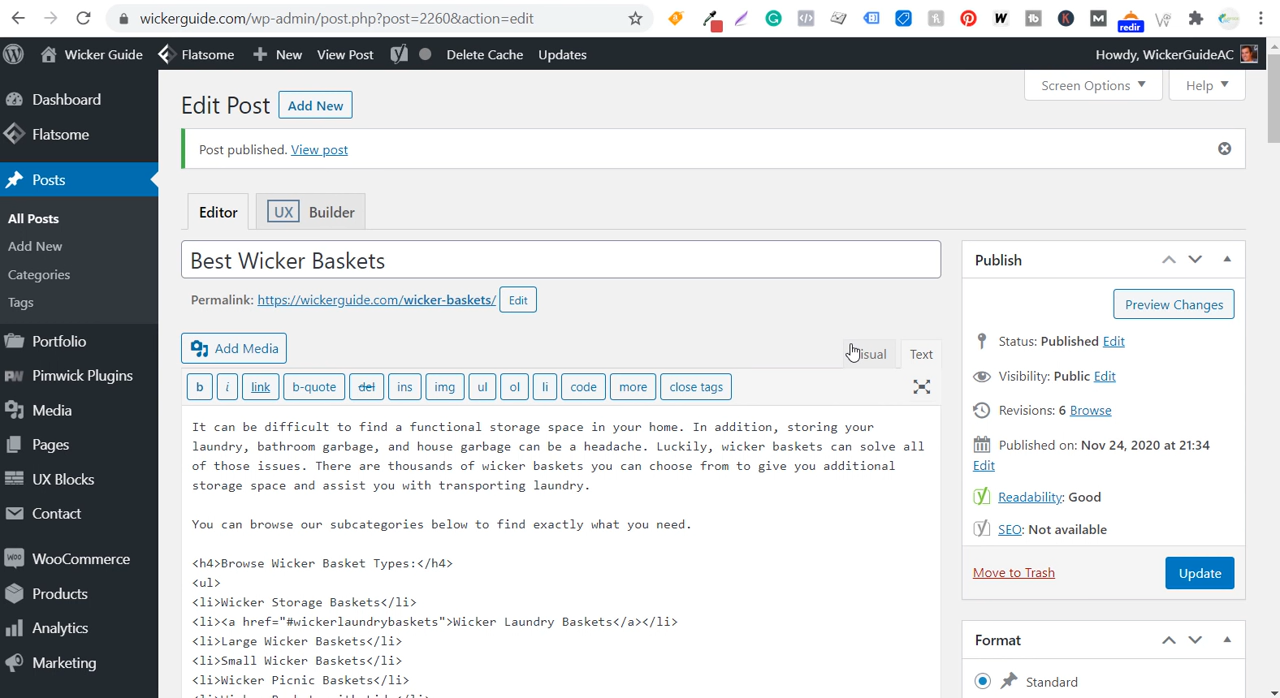 wickerguide.com/wp-admin/post.php?post=2260&action=edit
redir
Wicker Guide
Flatsome
New
View Post
Delete Cache
Updates
Howdy, WickerGuideAC
Dashboard
Flatsome
Posts
All Posts
Add New
Categories
Tags
Portfolio
Pimwick Plugins
Media
Pages
UX Blocks
Contact
WooCommerce
Products
Analytics
Marketing
Screen Options
Help
Edit Post
Add New
Post published. View post
Editor
UX Builder
Best Wicker Baskets
Permalink: https://wickerguide.com/wicker-baskets/ Edit
Add Media
Text
b i link b-quote del ins img ul ol li code more close tags
It can be difficult to find a functional storage space in your home. In addition, storing your
laundry, bathroom garbage, and house garbage can be a headache. Luckily, wicker baskets can solve all
of those issues. There are thousands of wicker baskets you can choose from to give you additional
storage space and assist you with transporting laundry.
You can browse our subcategories below to find exactly what you need.
<h4>Browse Wicker Basket Types:</h4>
<ul>
<li>Wicker Storage Baskets</li>
<li><a href="#wickerlaundrybaskets">Wicker Laundry Baskets</a></li>
<li>Large Wicker Baskets</li>
<li>Small Wicker Baskets</li>
<li>Wicker Picnic Baskets</li>
Publish
Preview Changes
Status: Published Edit
Visibility: Public Edit
Revisions: 6 Browse
Published on: Nov 24, 2020 at 21:34
Edit
Readability: Good
SEO: Not available
Move to Trash
Update
Format
Standard